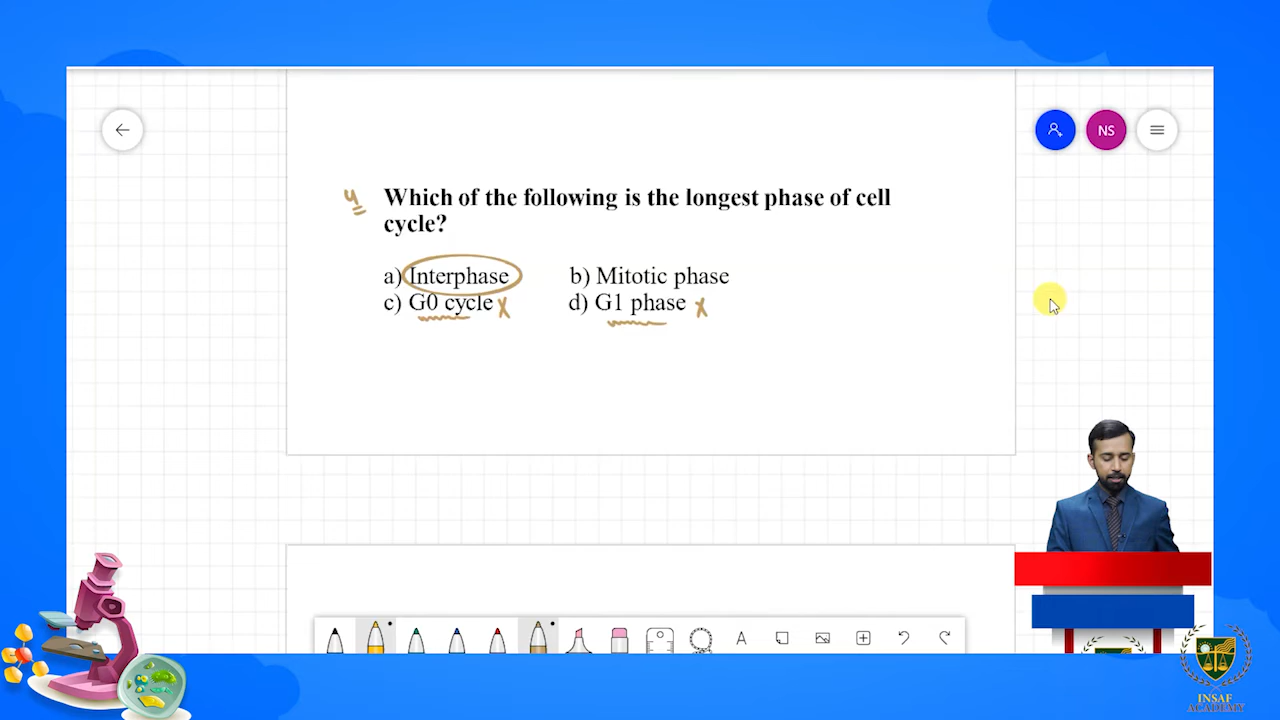 NS
4 Which of the following is the longest phase of cell
cycle?
a) Interphase b) Mitotic phase
c) G0 cycle x d) G1 phase x
A
INSAF
ACADEMY